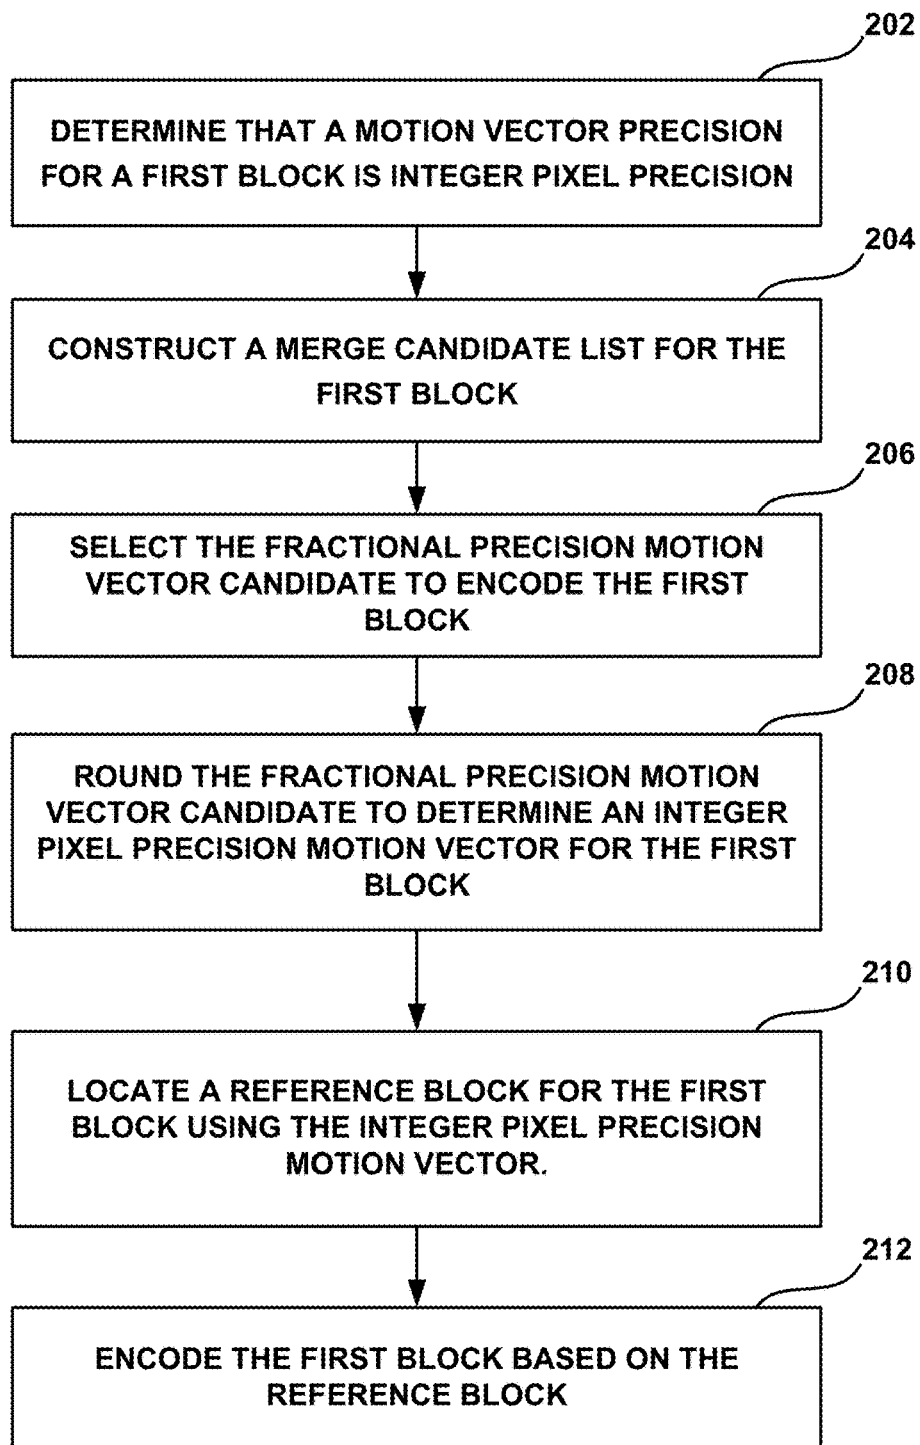 202
DETERMINE THAT A MOTION VECTOR PRECISION
FOR A FIRST BLOCK IS INTEGER PIXEL PRECISION
204
CONSTRUCT A MERGE CANDIDATE LIST FOR THE
FIRST BLOCK
206
SELECT THE FRACTIONAL PRECISION MOTION
VECTOR CANDIDATE TO ENCODE THE FIRST
BLOCK
208
ROUND THE FRACTIONAL PRECISION MOTION
VECTOR CANDIDATE TO DETERMINE AN INTEGER
PIXEL PRECISION MOTION VECTOR FOR THE FIRST
BLOCK
210
LOCATE A REFERENCE BLOCK FOR THE FIRST
BLOCK USING THE INTEGER PIXEL PRECISION
MOTION VECTOR.
212
ENCODE THE FIRST BLOCK BASED ON THE
REFERENCE BLOCK